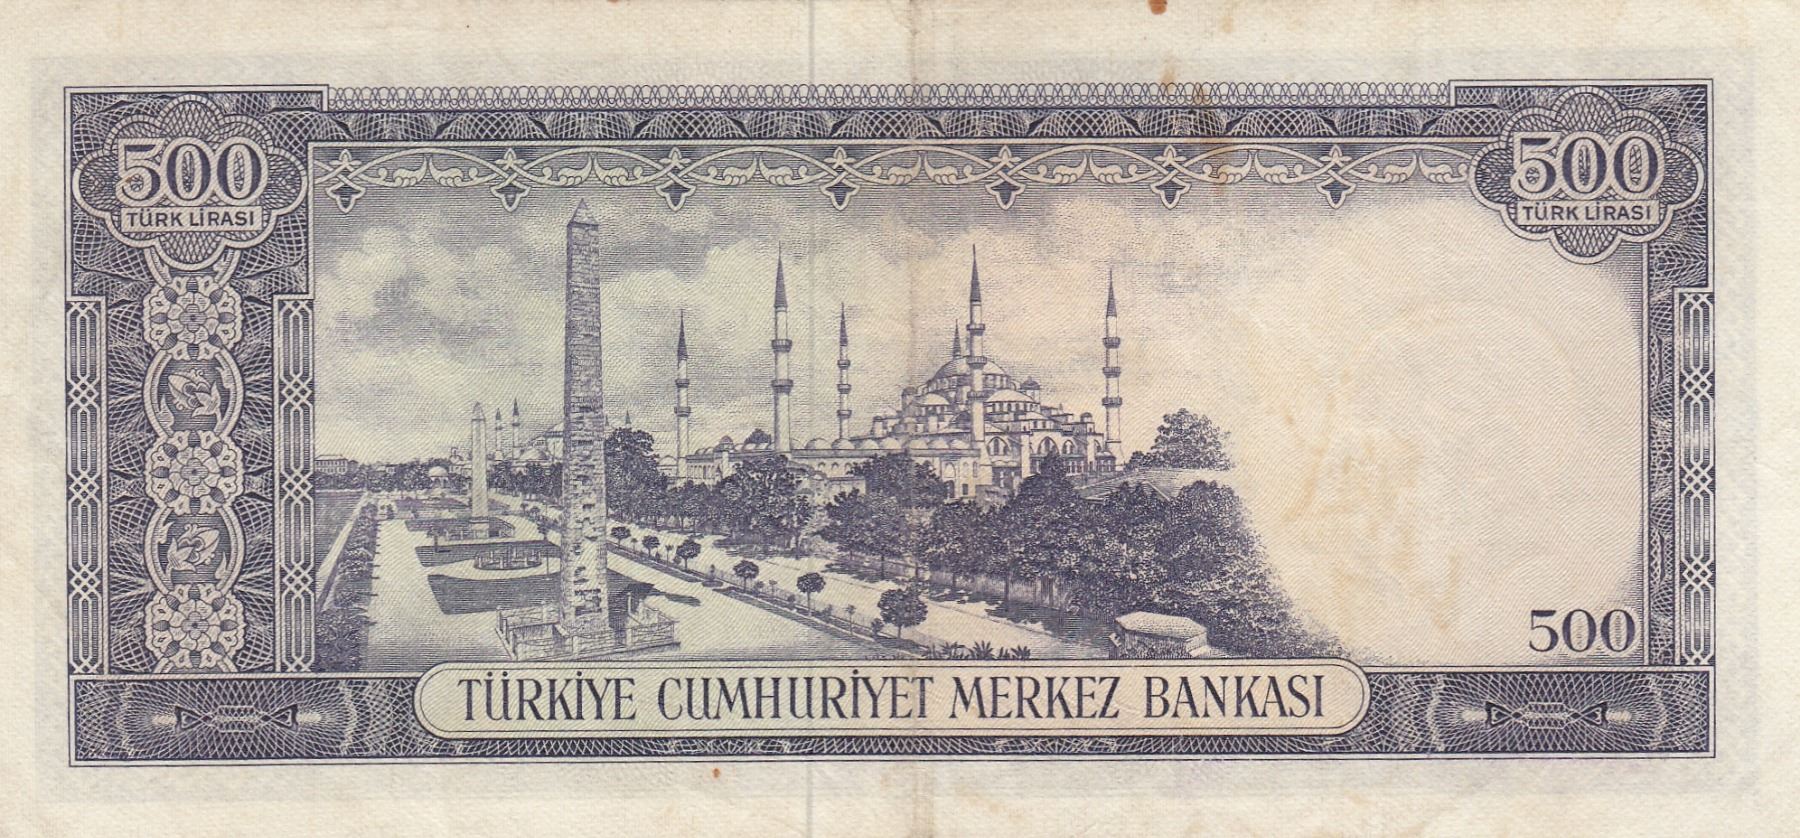 500
TÜRK LİRASI
500
TÜRK LİRASI
500
TÜRKİYE CUMHURİYET MERKEZ BANKASI